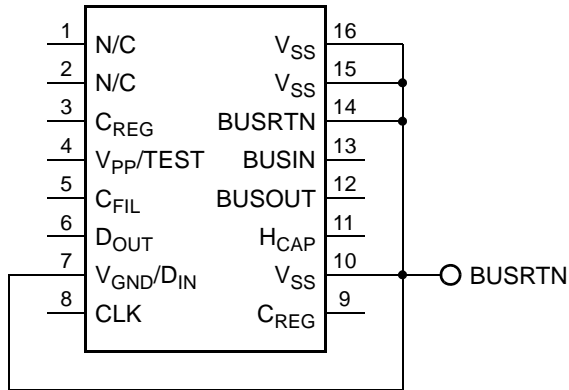 1 N/C V_SS 16
2 N/C V_SS 15
3 C_REG BUSRTN 14
4 V_PP/TEST BUSIN 13
5 C_FIL BUSOUT 12
6 D_OUT H_CAP 11
7 V_GND/D_IN V_SS 10 BUSRTN
8 CLK C_REG 9